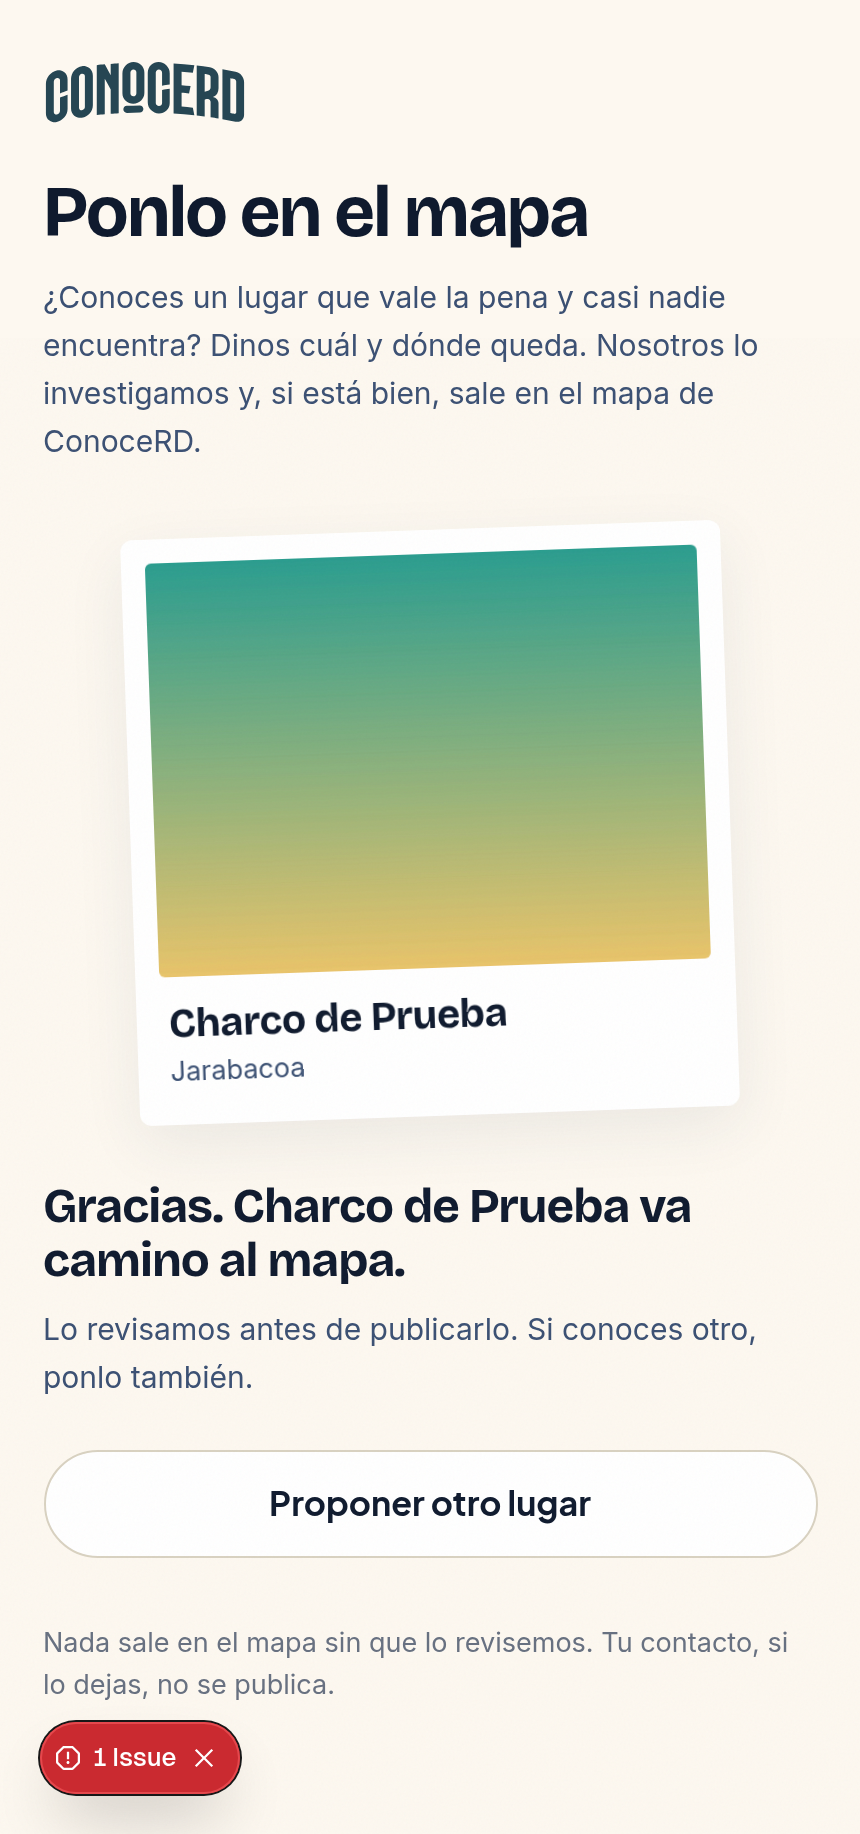 CONOCERD
Ponlo en el mapa
¿Conoces un lugar que vale la pena y casi nadie
encuentra? Dinos cuál y dónde queda. Nosotros lo
investigamos y, si está bien, sale en el mapa de
ConoceRD.
Charco de Prueba
Jarabacoa
Gracias. Charco de Prueba va
camino al mapa.
Lo revisamos antes de publicarlo. Si conoces otro,
ponlo también.
Proponer otro lugar
Nada sale en el mapa sin que lo revisemos. Tu contacto, si
lo dejas, no se publica.
1 Issue